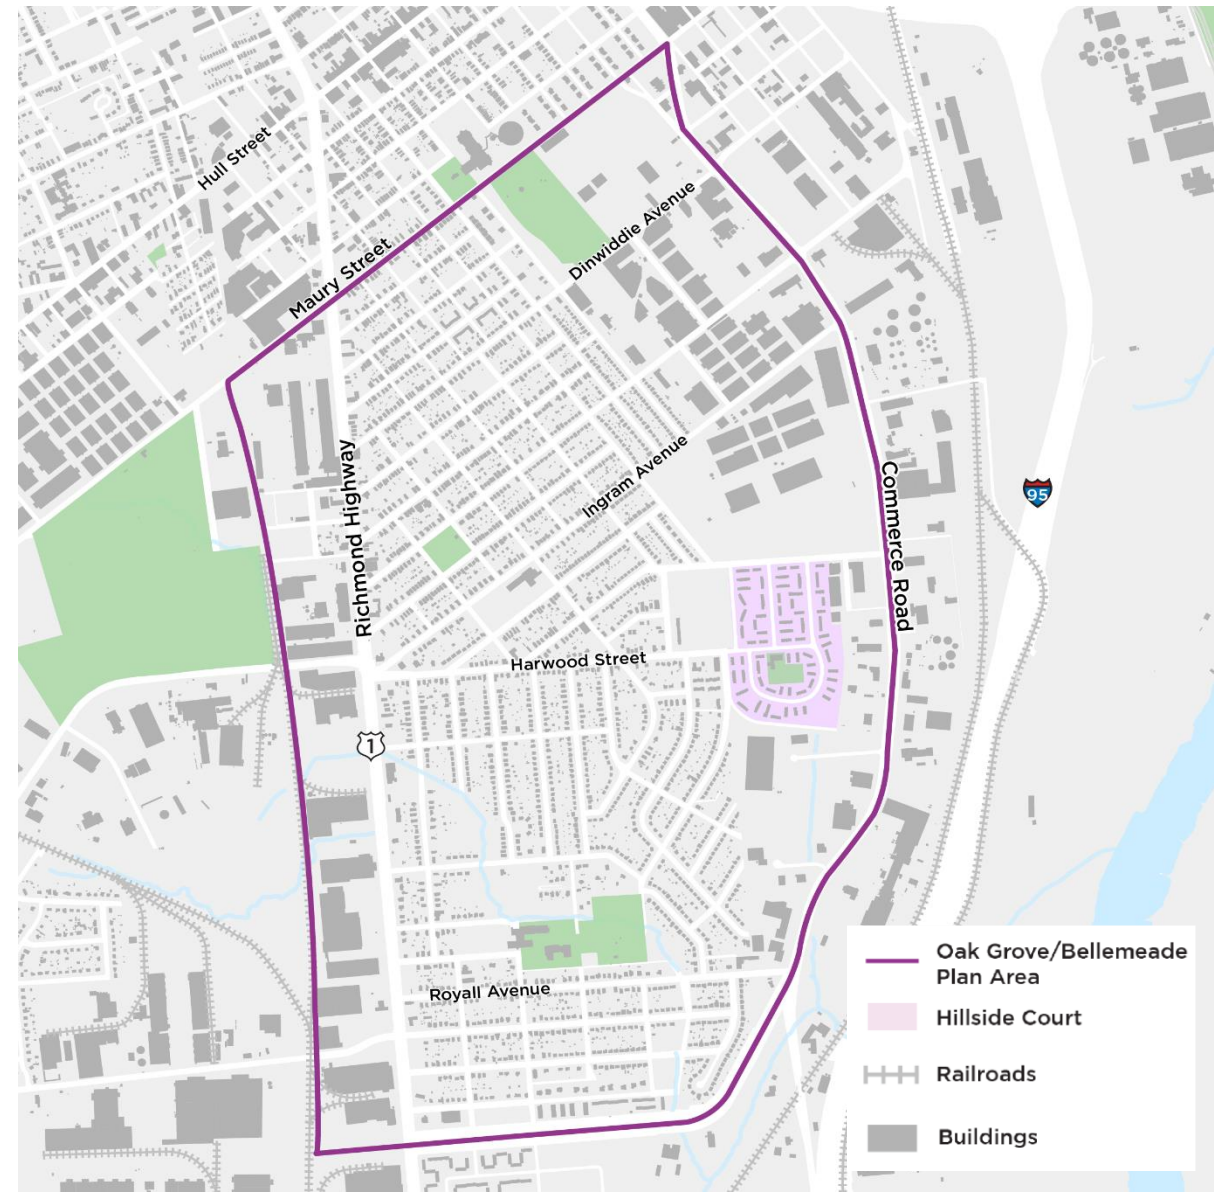 Hull Street
Maury Street
Dinwiddie Avenue
Richmond Highway
Ingram Avenue
Commerce Road
95
Harwood Street
1
Royall Avenue
Oak Grove/Bellemeade
Plan Area
Hillside Court
Railroads
Buildings